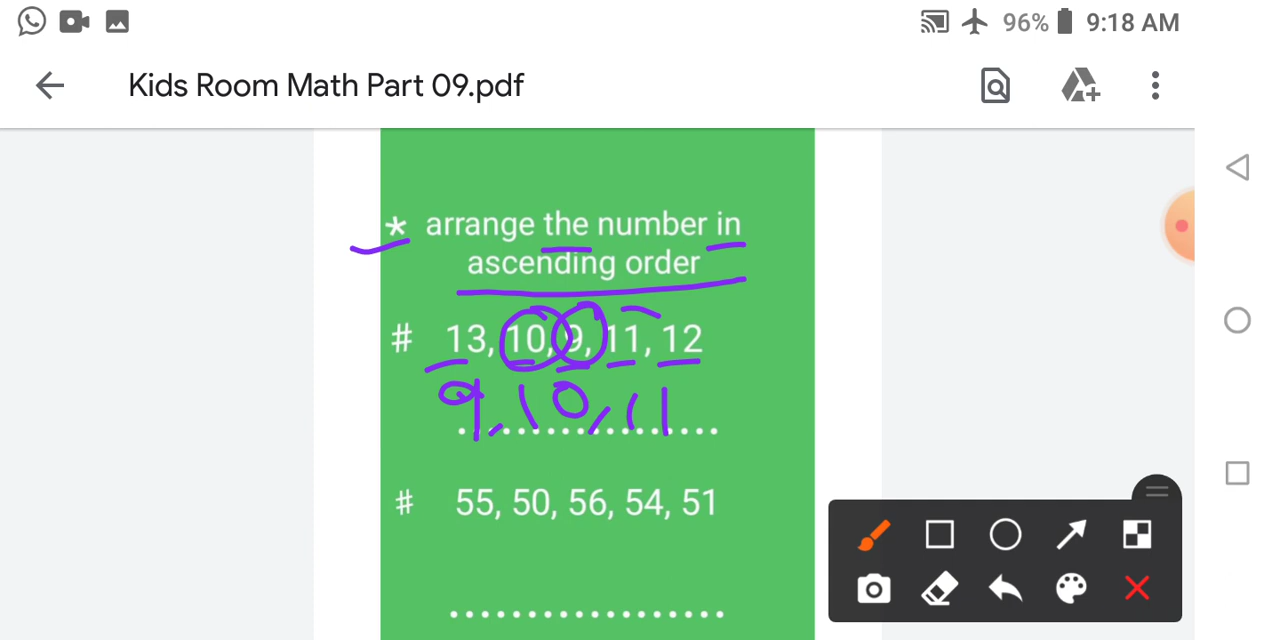 96% 9:18 AM
Kids Room Math Part 09.pdf
* arrange the number in
ascending order
# 13, 10, 9, 11, 12
9, 10, 11
.................
# 55, 50, 56, 54, 51
.................